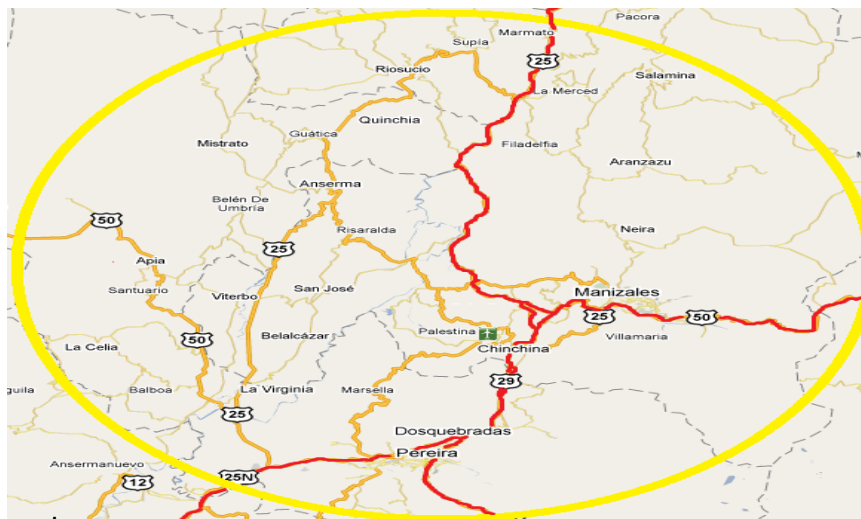 Pacora
Marmato
Supía
25
Riosucio
Salamina
La Merced
Quinchia
Guática
Filadelfia
Mistrato
Aranzazu
Anserma
Belén De
Umbría
50
Risaralda
Neira
25
Apia
Santuario
San José
Viterbo
Manizales
25
50
Palestina
Belalcázar
Villamaria
50
La Celia
Chinchina
29
Balboa
La Virginia
Marsella
25
Dosquebradas
Pereira
Ansermanuevo
25N
12